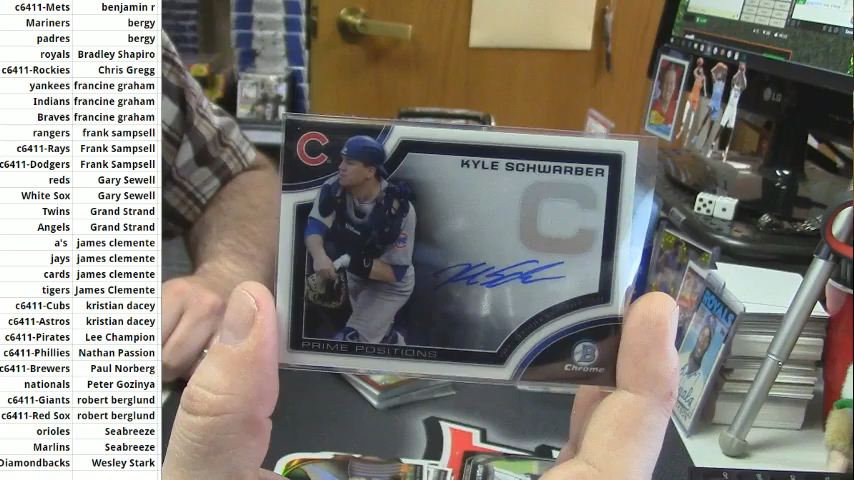 c6411-Mets benjamin r
Mariners bergy
padres bergy
royals Bradley Shapiro
c6411-Rockies Chris Gregg
yankees francine graham
Indians francine graham
Braves francine graham
rangers frank sampsell
c6411-Rays Frank Sampsell
c6411-Dodgers Frank Sampsell
reds Gary Sewell
White Sox Gary Sewell
Twins Grand Strand
Angels Grand Strand
a's james clemente
jays james clemente
cards james clemente
tigers James Clemente
c6411-Cubs kristian dacey
c6411-Astros kristian dacey
c6411-Pirates Lee Champion
c6411-Phillies Nathan Passion
c6411-Brewers Paul Norberg
nationals Peter Gozinya
c6411-Giants robert berglund
c6411-Red Sox robert berglund
orioles Seabreeze
Marlins Seabreeze
Diamondbacks Wesley Stark
C
KYLE SCHWARBER
C
PRIME POSITIONS
B
Chrome
LG
ROYALS